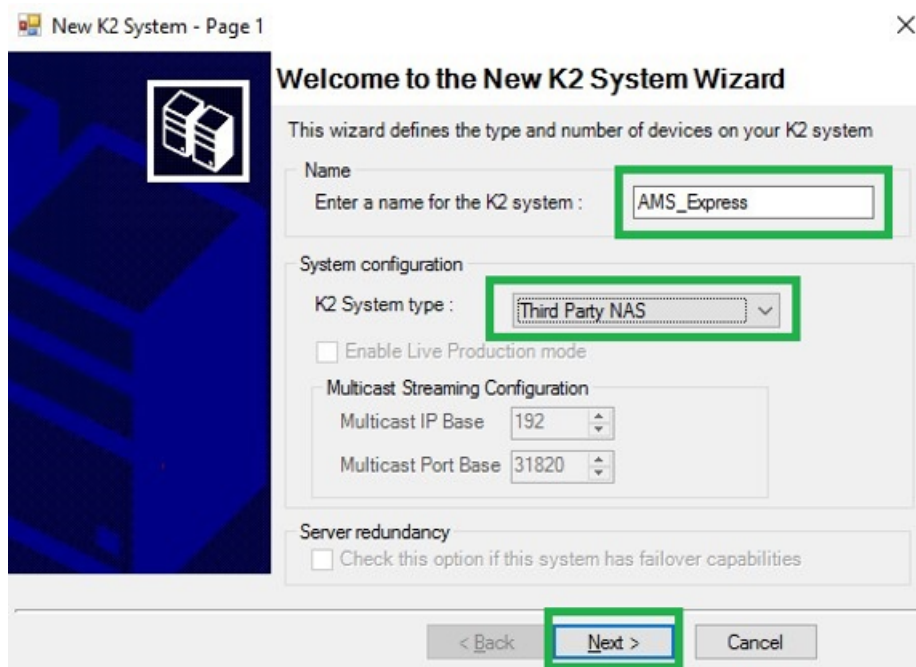 New K2 System - Page 1
Welcome to the New K2 System Wizard
This wizard defines the type and number of devices on your K2 system
Name
Enter a name for the K2 system :
AMS_Express
System configuration
K2 System type :
Third Party NAS
Enable Live Production mode
Multicast Streaming Configuration
Multicast IP Base
192
Multicast Port Base
31820
Server redundancy
Check this option if this system has failover capabilities
< Back
Next >
Cancel